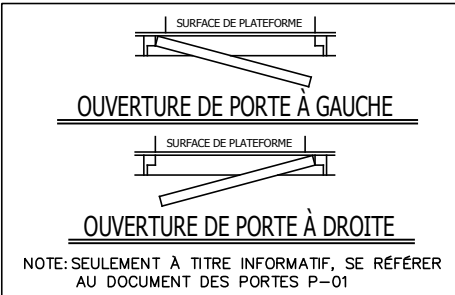 SURFACE DE PLATEFORME
OUVERTURE DE PORTE À GAUCHE
SURFACE DE PLATEFORME
OUVERTURE DE PORTE À DROITE
NOTE: SEULEMENT À TITRE INFORMATIF, SE RÉFÉRER
AU DOCUMENT DES PORTES P-01